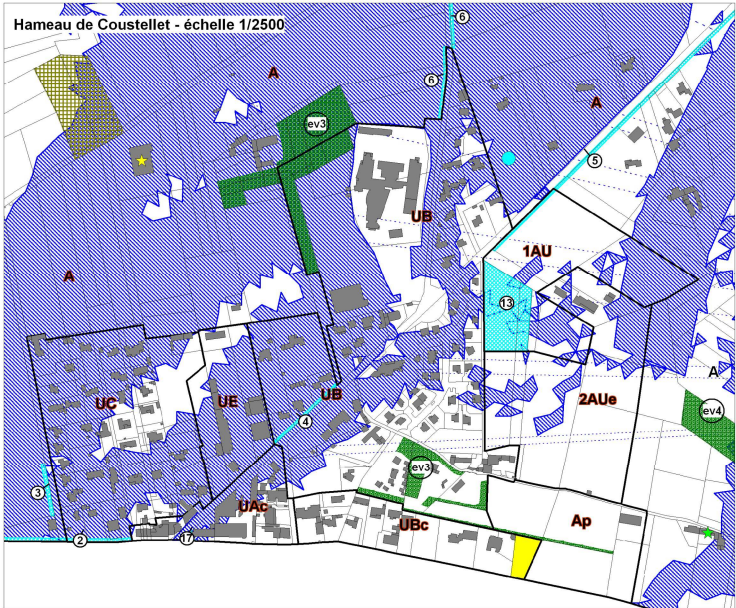 Hameau de Coustellet - échelle 1/2500
6
A
6
A
ev3
5
UB
1AU
A
13
A
UC
UE
UB
2AUe
ev4
4
ev3
3
UAc
UBc
Ap
2
17